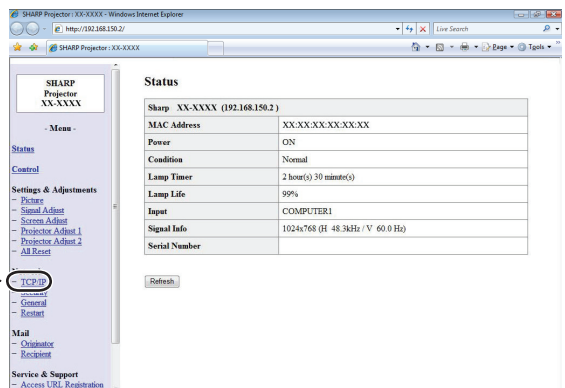 SHARP Projector : XX-XXXX - Windows Internet Explorer
http://192.168.150.2/
Live Search
SHARP Projector : XX-XXXX
Page
Tools
SHARP
Projector
XX-XXXX
- Menu -
Status
Control
Settings & Adjustments
- Picture
- Signal Adjust
- Screen Adjust
- Projector Adjust 1
- Projector Adjust 2
- All Reset
- TCP/IP
- Security
- General
- Restart
Mail
- Originator
- Recipient
Service & Support
- Access URL Registration
Status
Sharp XX-XXXX (192.168.150.2 )
MAC Address XX:XX:XX:XX:XX:XX
Power ON
Condition Normal
Lamp Timer 2 hour(s) 30 minute(s)
Lamp Life 99%
Input COMPUTER1
Signal Info 1024x768 (H 48.3kHz / V 60.0 Hz)
Serial Number
Refresh